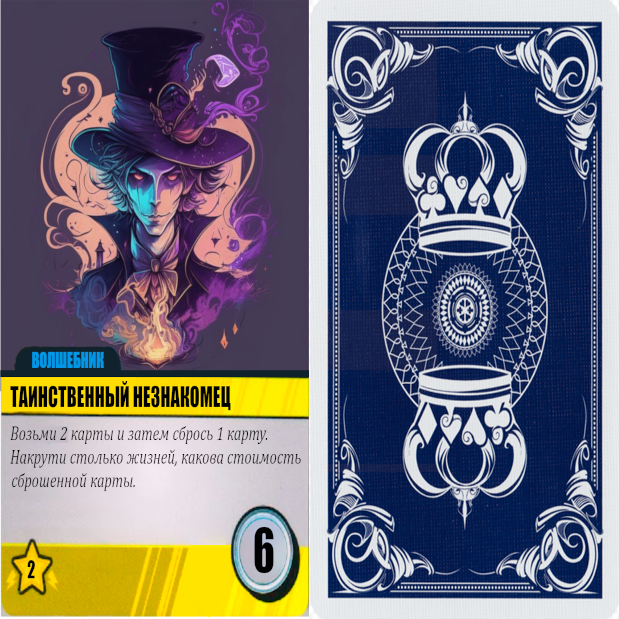 ВОЛШЕБНИК
ТАИНСТВЕННЫЙ НЕЗНАКОМЕЦ
Возьми 2 карты и затем сбрось 1 карту.
Накрути столько жизней, какова стоимость
сброшенной карты.
2
6